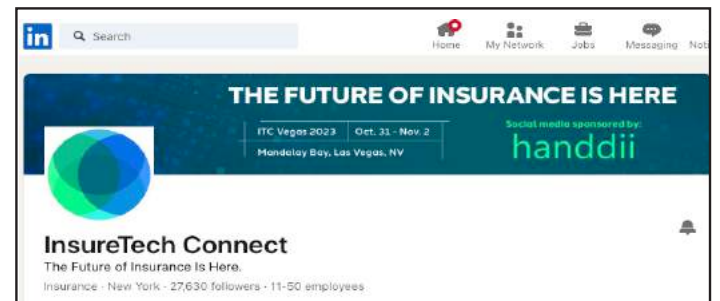 in Search
Home My Network Jobs Messaging Noti
THE FUTURE OF INSURANCE IS HERE
ITC Vegas 2023 Oct. 31 - Nov. 2
Mandalay Bay, Las Vegas, NV
Social media sponsored by:
handdii
InsureTech Connect
The Future of Insurance Is Here.
Insurance · New York · 27,630 followers · 11-50 employees